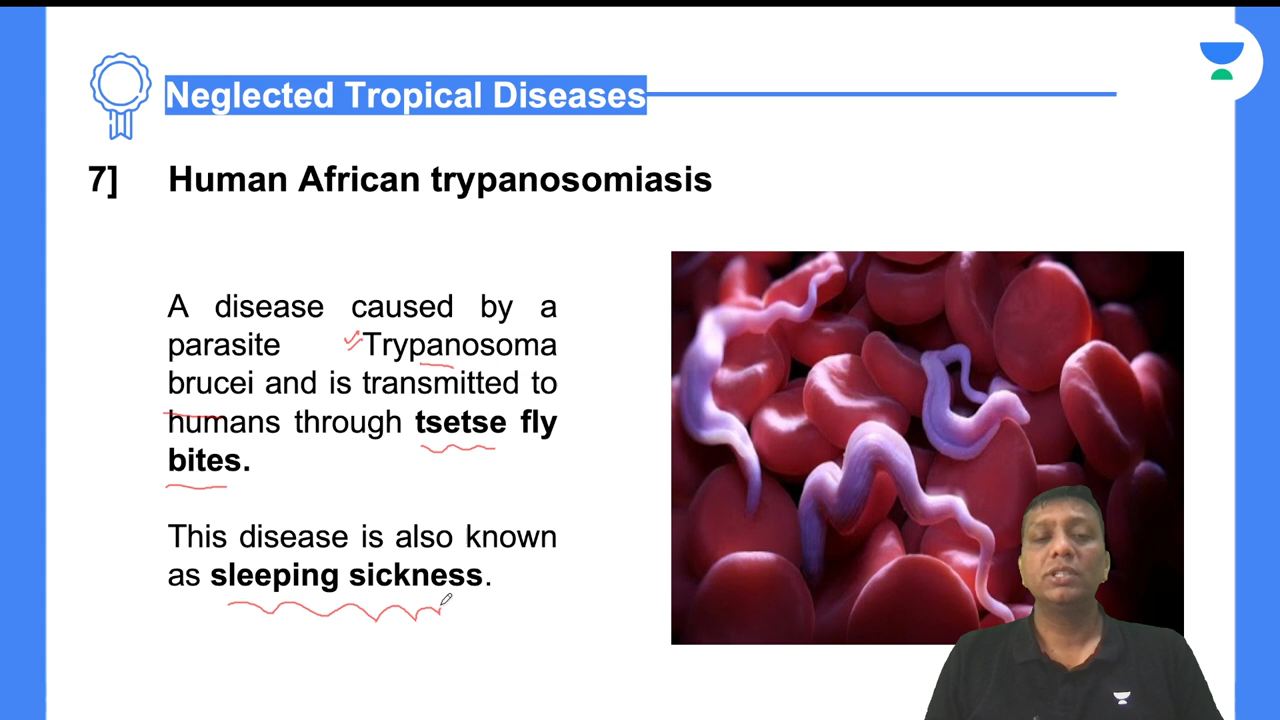 Neglected Tropical Diseases
7] Human African trypanosomiasis
A disease caused by a
parasite Trypanosoma
brucei and is transmitted to
humans through tsetse fly
bites.
This disease is also known
as sleeping sickness.